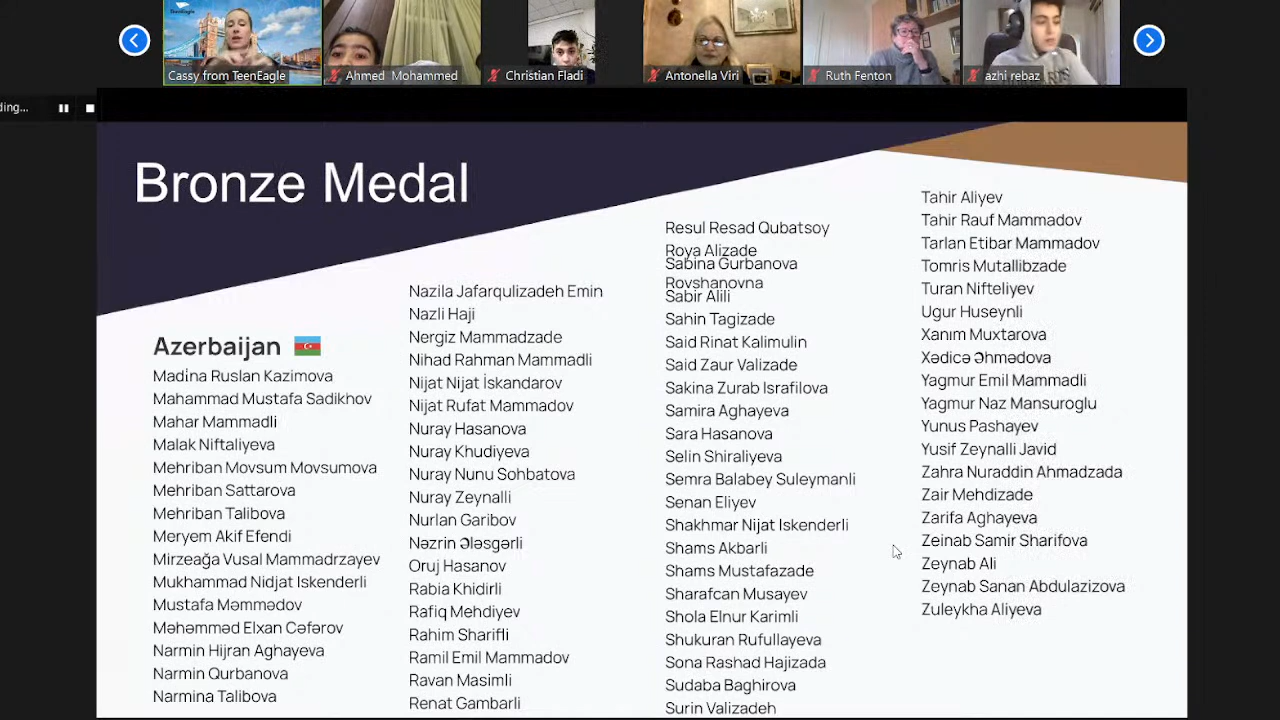 TeenEagle
Cassy from TeenEagle
Ahmed Mohammed
Christian Fladi
Antonella Viri
Ruth Fenton
azhi rebaz
ding...
Bronze Medal
Azerbaijan
Madi̇na Ruslan Kazimova
Mahammad Mustafa Sadikhov
Mahar Mammadli
Malak Niftaliyeva
Mehriban Movsum Movsumova
Mehriban Sattarova
Mehriban Talibova
Meryem Akif Efendi
Mirzeağa Vusal Mammadrzayev
Mukhammad Nidjat Iskenderli
Mustafa Məmmədov
Məhəmməd Elxan Cəfərov
Narmin Hijran Aghayeva
Narmin Qurbanova
Narmina Talibova
Nazila Jafarqulizadeh Emin
Nazli Haji
Nergiz Mammadzade
Nihad Rahman Mammadli
Nijat Nijat İskandarov
Nijat Rufat Mammadov
Nuray Hasanova
Nuray Khudiyeva
Nuray Nunu Sohbatova
Nuray Zeynalli
Nurlan Garibov
Nəzrin Ələsgərli
Oruj Hasanov
Rabia Khidirli
Rafiq Mehdiyev
Rahim Sharifli
Ramil Emil Mammadov
Ravan Masimli
Renat Gambarli
Resul Resad Qubatsoy
Roya Alizade
Sabina Gurbanova
Rovshanovna
Sabir Alili
Sahin Tagizade
Said Rinat Kalimulin
Said Zaur Valizade
Sakina Zurab Israfilova
Samira Aghayeva
Sara Hasanova
Selin Shiraliyeva
Semra Balabey Suleymanli
Senan Eliyev
Shakhmar Nijat Iskenderli
Shams Akbarli
Shams Mustafazade
Sharafcan Musayev
Shola Elnur Karimli
Shukuran Rufullayeva
Sona Rashad Hajizada
Sudaba Baghirova
Surin Valizadeh
Tahir Aliyev
Tahir Rauf Mammadov
Tarlan Etibar Mammadov
Tomris Mutallibzade
Turan Nifteliyev
Ugur Huseynli
Xanım Muxtarova
Xədicə Əhmədova
Yagmur Emil Mammadli
Yagmur Naz Mansuroglu
Yunus Pashayev
Yusif Zeynalli Javid
Zahra Nuraddin Ahmadzada
Zair Mehdizade
Zarifa Aghayeva
Zeinab Samir Sharifova
Zeynab Ali
Zeynab Sanan Abdulazizova
Zuleykha Aliyeva